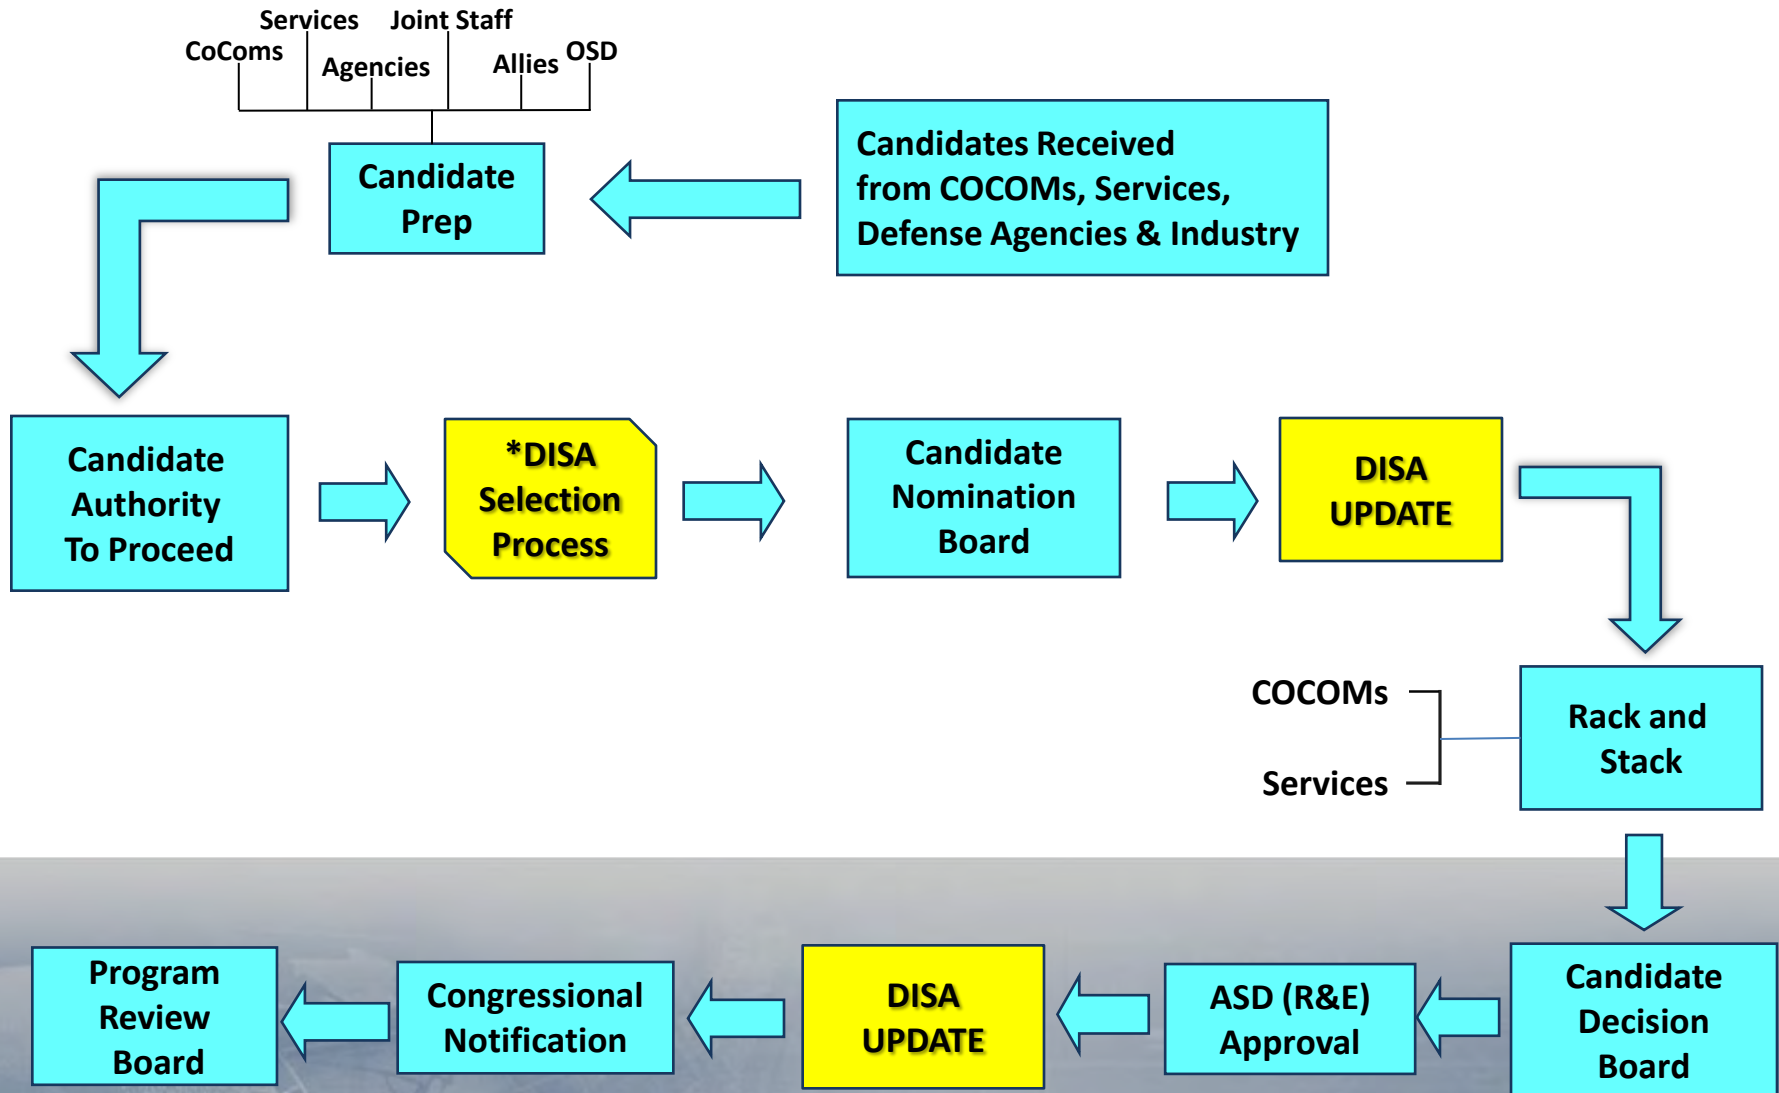 Services
Joint Staff
CoComs
Agencies
Allies
OSD
Candidate
Prep
Candidates Received
from COCOMs, Services,
Defense Agencies & Industry
Candidate
Authority
To Proceed
*DISA
Selection
Process
Candidate
Nomination
Board
DISA
UPDATE
COCOMs
Services
Rack and
Stack
Program
Review
Board
Congressional
Notification
DISA
UPDATE
ASD (R&E)
Approval
Candidate
Decision
Board